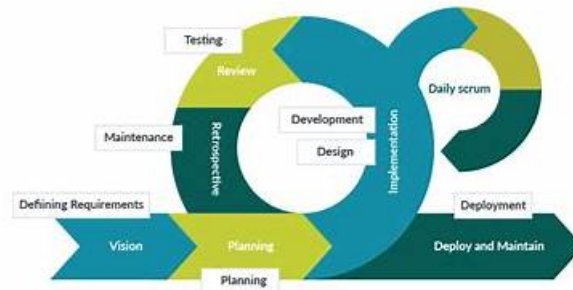 Testing
Review
Daily scrum
Development
Maintenance
Retrospective
Design
Implementation
Defiining Requirements
Deployment
Vision
Planning
Deploy and Maintain
Planning